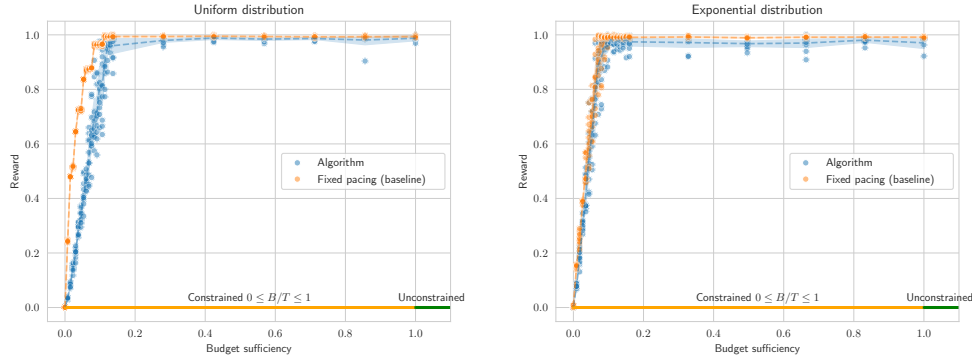 Uniform distribution
1.0
0.8
0.6
0.4
0.2
0.0
Reward
Algorithm
Fixed pacing (baseline)
Constrained 0 ≤ B/T ≤ 1
Unconstrained
0.0 0.2 0.4 0.6 0.8 1.0
Budget sufficiency
Exponential distribution
1.0
0.8
0.6
0.4
0.2
0.0
Reward
Algorithm
Fixed pacing (baseline)
Constrained 0 ≤ B/T ≤ 1
Unconstrained
0.0 0.2 0.4 0.6 0.8 1.0
Budget sufficiency